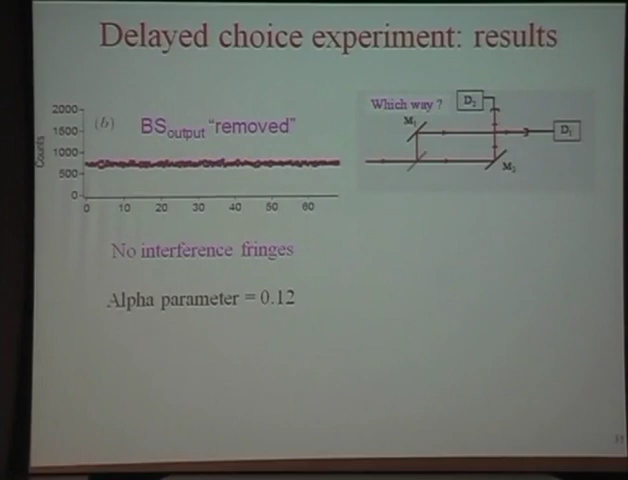 Delayed choice experiment: results
2000
1500
1000
500
0
Counts
(b)
BSoutput "removed"
0 10 20 30 40 50 60
Which way ?
D2
M1
D1
M2
No interference fringes
Alpha parameter = 0.12